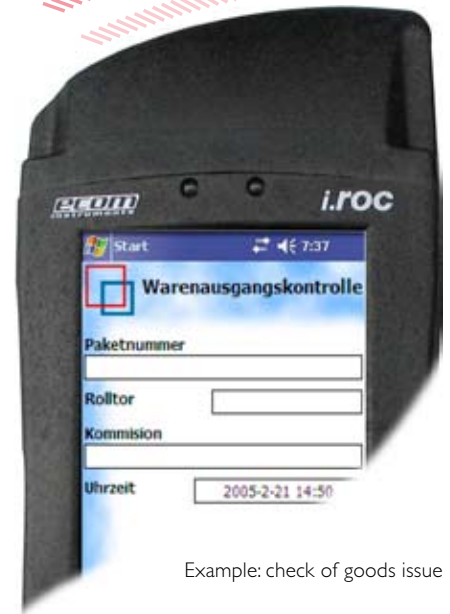 ecom
instruments
i.roc
Start 7:37
Warenausgangskontrolle
Paketnummer
Rolltor
Kommision
Uhrzeit 2005-2-21 14:50
Example: check of goods issue